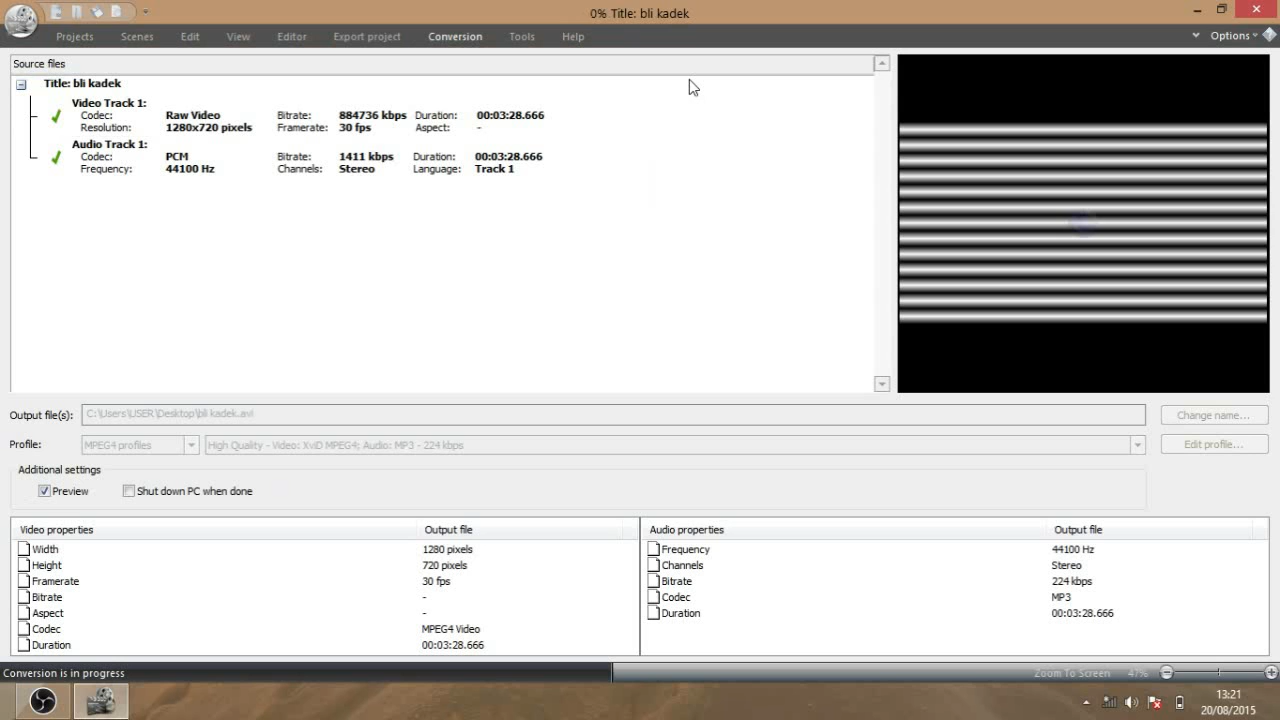 0% Title: bli kadek
Projects Scenes Edit View Editor Export project Conversion Tools Help Options
Source files
Title: bli kadek
Video Track 1:
Codec: Raw Video Bitrate: 884736 kbps Duration: 00:03:28.666
Resolution: 1280x720 pixels Framerate: 30 fps Aspect: -
Audio Track 1:
Codec: PCM Bitrate: 1411 kbps Duration: 00:03:28.666
Frequency: 44100 Hz Channels: Stereo Language: Track 1
Output file(s): C:\Users\USER\Desktop\bli kadek.avi Change name...
Profile: MPEG4 profiles High Quality - Video: XviD MPEG4; Audio: MP3 - 224 kbps Edit profile...
Additional settings
Preview Shut down PC when done
Video properties Output file Audio properties Output file
Width 1280 pixels Frequency 44100 Hz
Height 720 pixels Channels Stereo
Framerate 30 fps Bitrate 224 kbps
Bitrate - Codec MP3
Aspect - Duration 00:03:28.666
Codec MPEG4 Video
Duration 00:03:28.666
Conversion is in progress Zoom To Screen 47%
13:21
20/08/2015